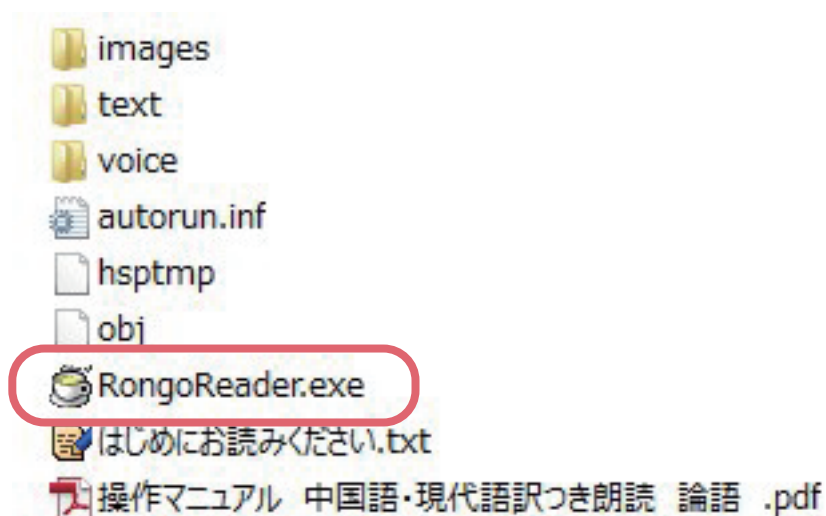 images
text
voice
autorun.inf
hsptmp
obj
RongoReader.exe
はじめにお読みください.txt
操作マニュアル　中国語・現代語訳つき朗読　論語　.pdf